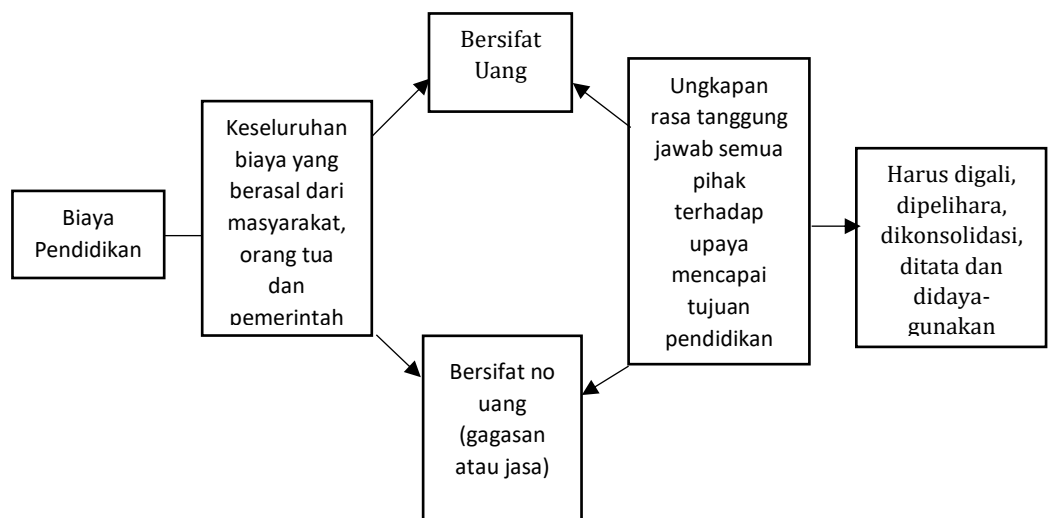 Biaya
Pendidikan
Keseluruhan
biaya yang
berasal dari
masyarakat,
orang tua
dan
pemerintah
Bersifat
Uang
Bersifat no
uang
(gagasan
atau jasa)
Ungkapan
rasa tanggung
jawab semua
pihak
terhadap
upaya
mencapai
tujuan
pendidikan
Harus digali,
dipelihara,
dikonsolidasi,
ditata dan
didaya-
gunakan